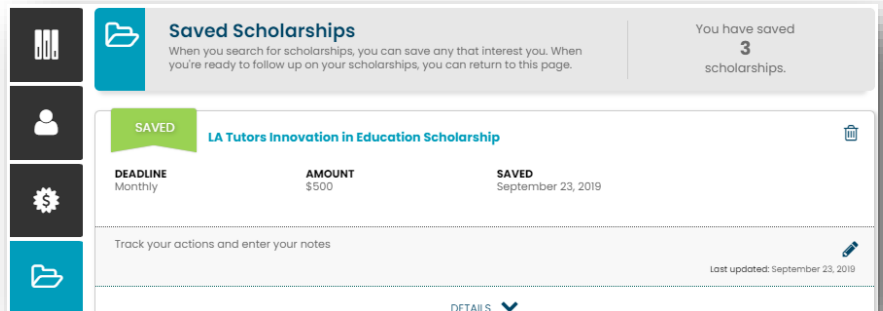 Saved Scholarships
When you search for scholarships, you can save any that interest you. When
you're ready to follow up on your scholarships, you can return to this page.
You have saved
3
scholarships.
SAVED
LA Tutors Innovation in Education Scholarship
DEADLINE
Monthly
AMOUNT
$500
SAVED
September 23, 2019
Track your actions and enter your notes
Last updated: September 23, 2019
DETAILS